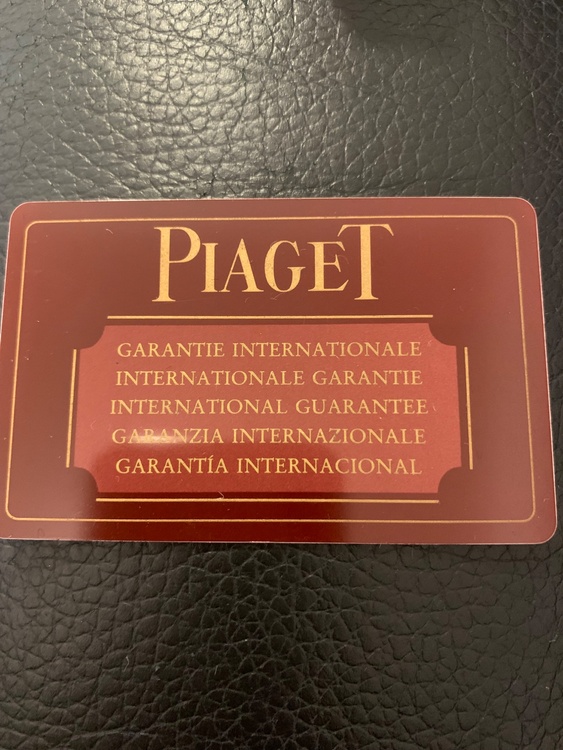 PIAGET
GARANTIE INTERNATIONALE
INTERNATIONALE GARANTIE
INTERNATIONAL GUARANTEE
GARANZIA INTERNAZIONALE
GARANTÍA INTERNACIONAL